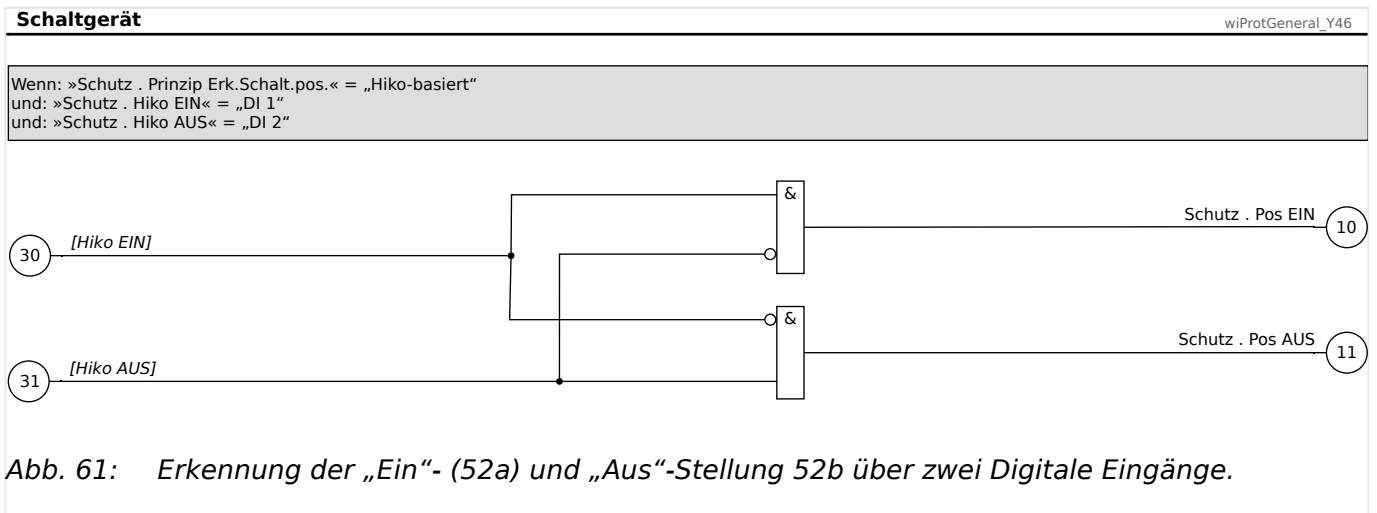 Schaltgerät
wiProtGeneral_Y46
Wenn: »Schutz . Prinzip Erk.Schalt.pos.« = „Hiko-basiert“
und: »Schutz . Hiko EIN« = „DI 1“
und: »Schutz . Hiko AUS« = „DI 2“
&
Schutz . Pos EIN
10
30
[Hiko EIN]
&
Schutz . Pos AUS
11
31
[Hiko AUS]
Abb. 61: Erkennung der „Ein“- (52a) und „Aus“-Stellung 52b über zwei Digitale Eingänge.